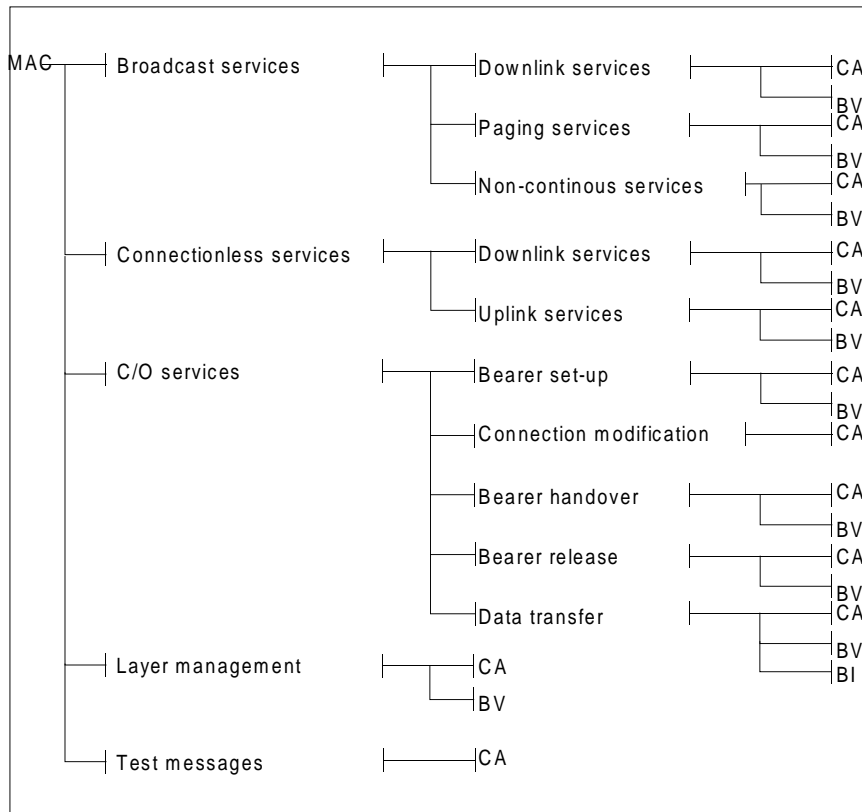 MAC Broadcast services Downlink services CA
BV
Paging services CA
BV
Non-continous services CA
BV
Connectionless services Downlink services CA
BV
Uplink services CA
BV
C/O services Bearer set-up CA
BV
Connection modification CA
Bearer handover CA
BV
Bearer release CA
BV
Data transfer CA
BV
BI
Layer management CA
BV
Test messages CA